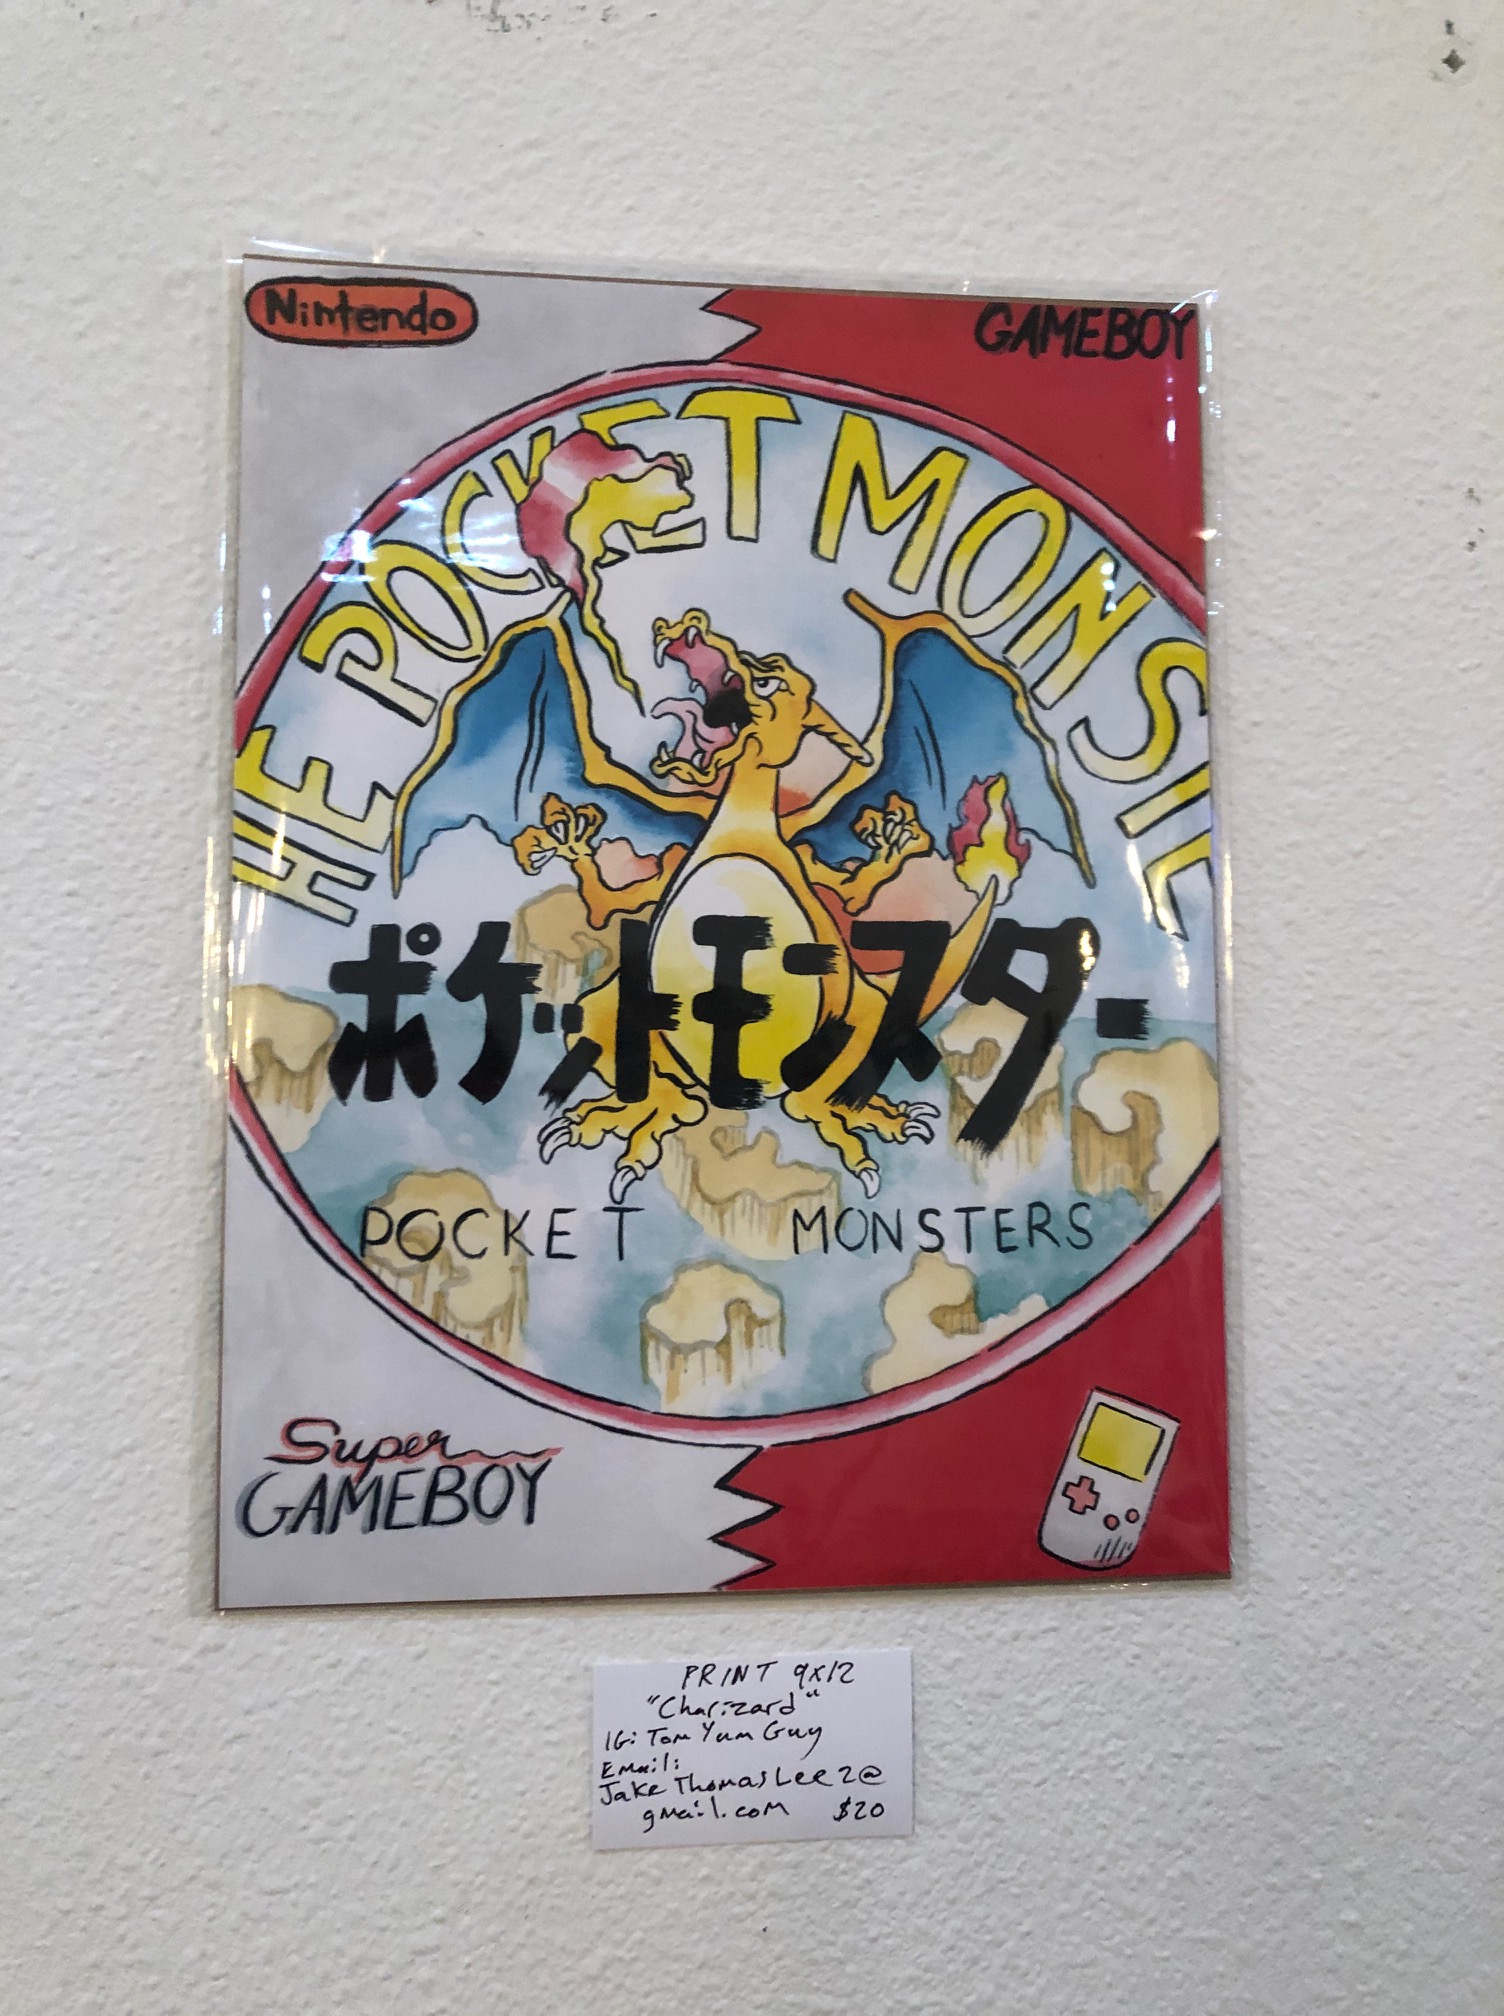 Nintendo
GAMEBOY
HE POCKET MONSTE
ポケットモンスター
POCKET MONSTERS
Super
GAMEBOY
PRINT 9x12
"Charizard"
IG: Tom Yum Guy
Email:
JakeThomasLee2@
gmail.com $20